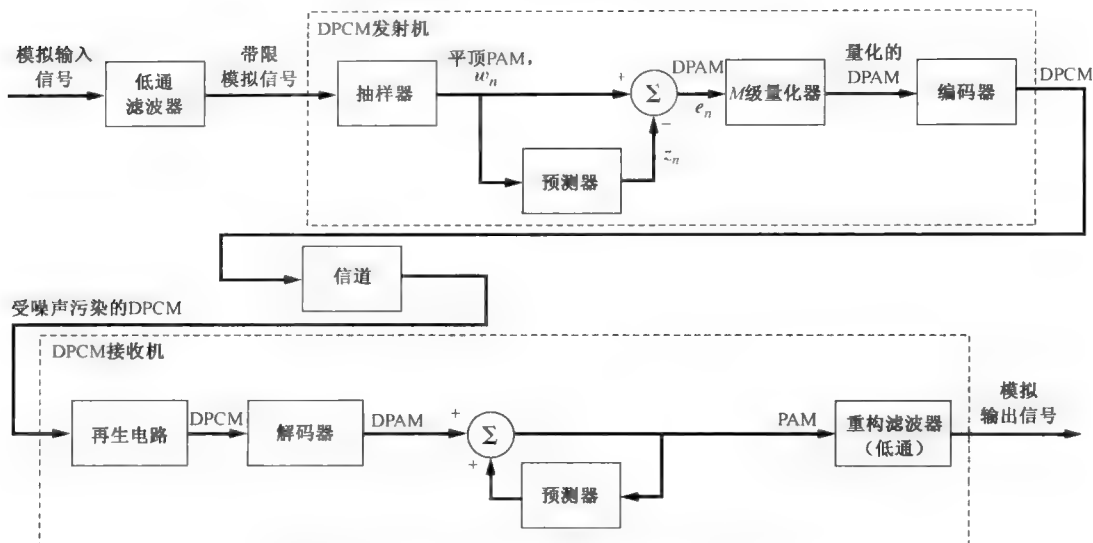 DPCM发射机
模拟输入
信号
低通
滤波器
带限
模拟信号
抽样器
平顶PAM，
wn
+
Σ
−
DPAM
en
zn
预测器
M级量化器
量化的
DPAM
编码器
DPCM
信道
受噪声污染的DPCM
DPCM接收机
再生电路
DPCM
解码器
DPAM
+
Σ
+
预测器
PAM
重构滤波器
（低通）
模拟
输出信号